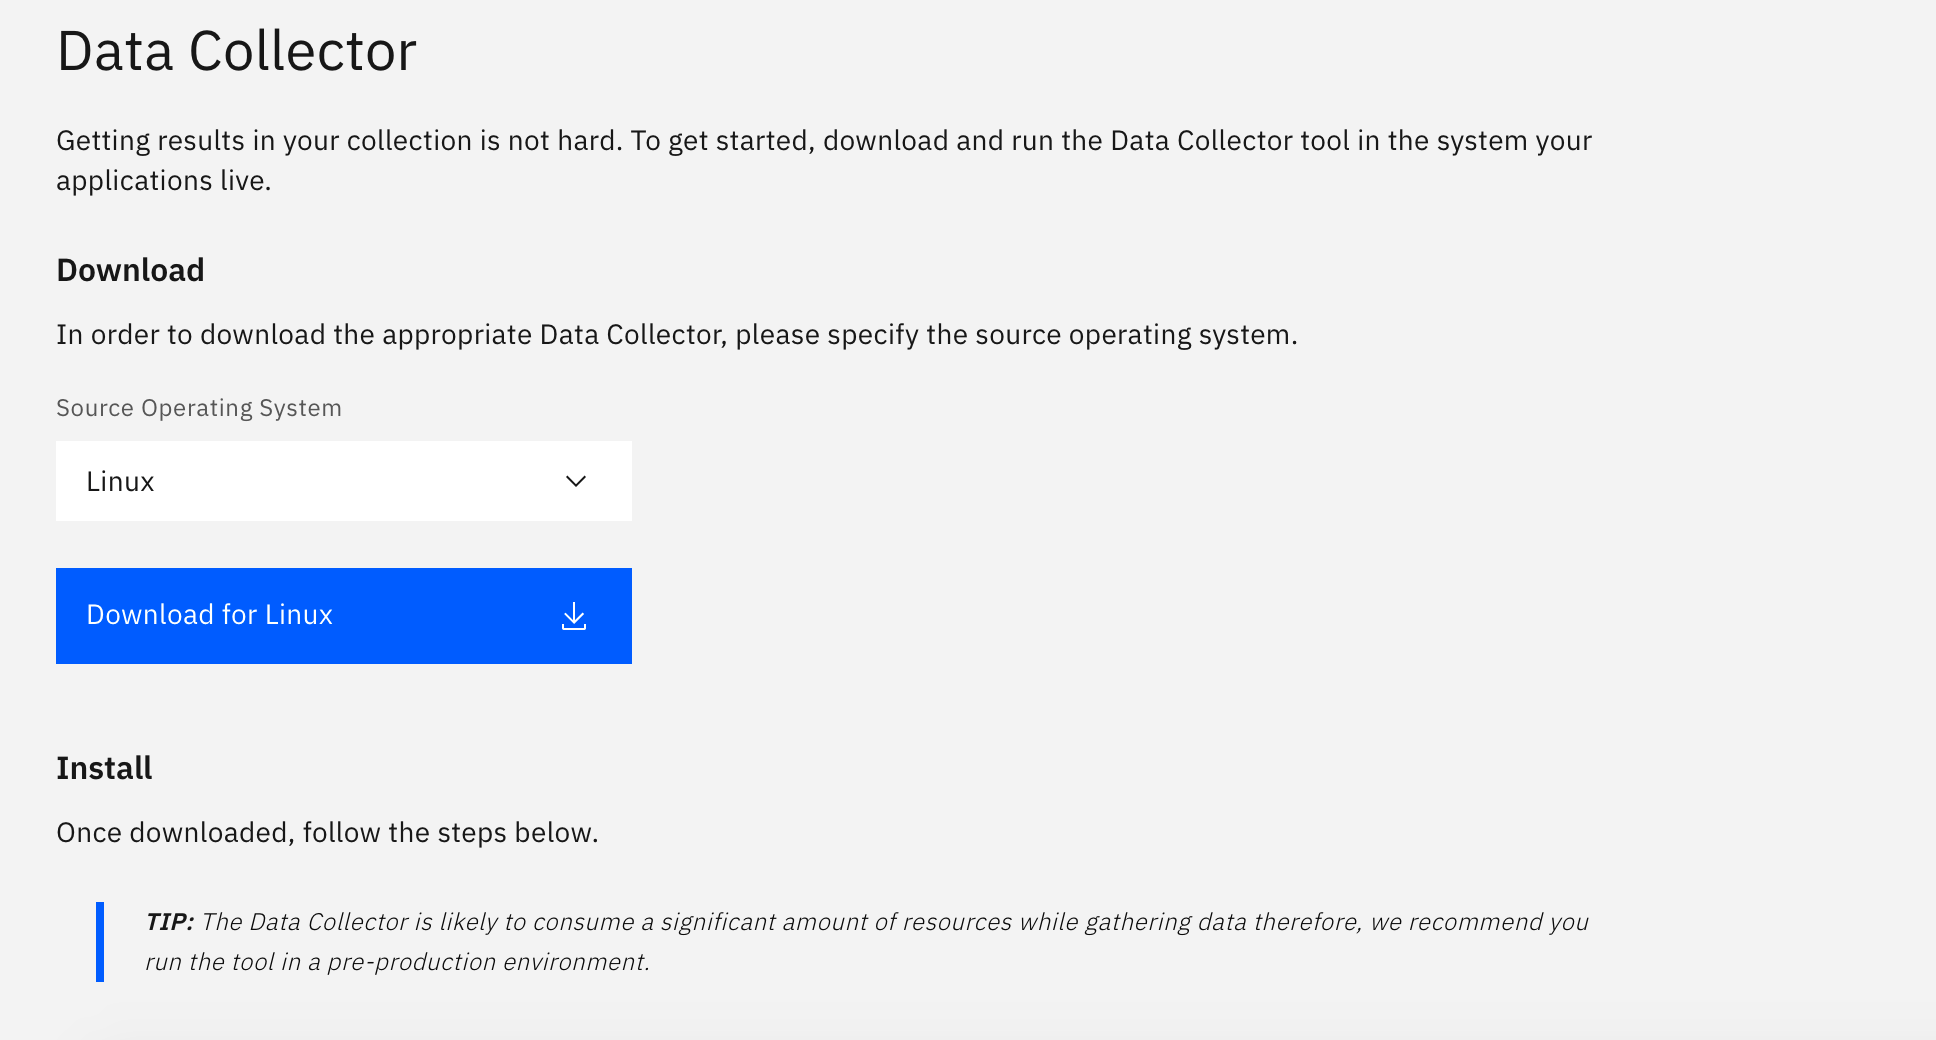 Data Collector
Getting results in your collection is not hard. To get started, download and run the Data Collector tool in the system your
applications live.
Download
In order to download the appropriate Data Collector, please specify the source operating system.
Source Operating System
Linux
Download for Linux
Install
Once downloaded, follow the steps below.
TIP: The Data Collector is likely to consume a significant amount of resources while gathering data therefore, we recommend you
run the tool in a pre-production environment.